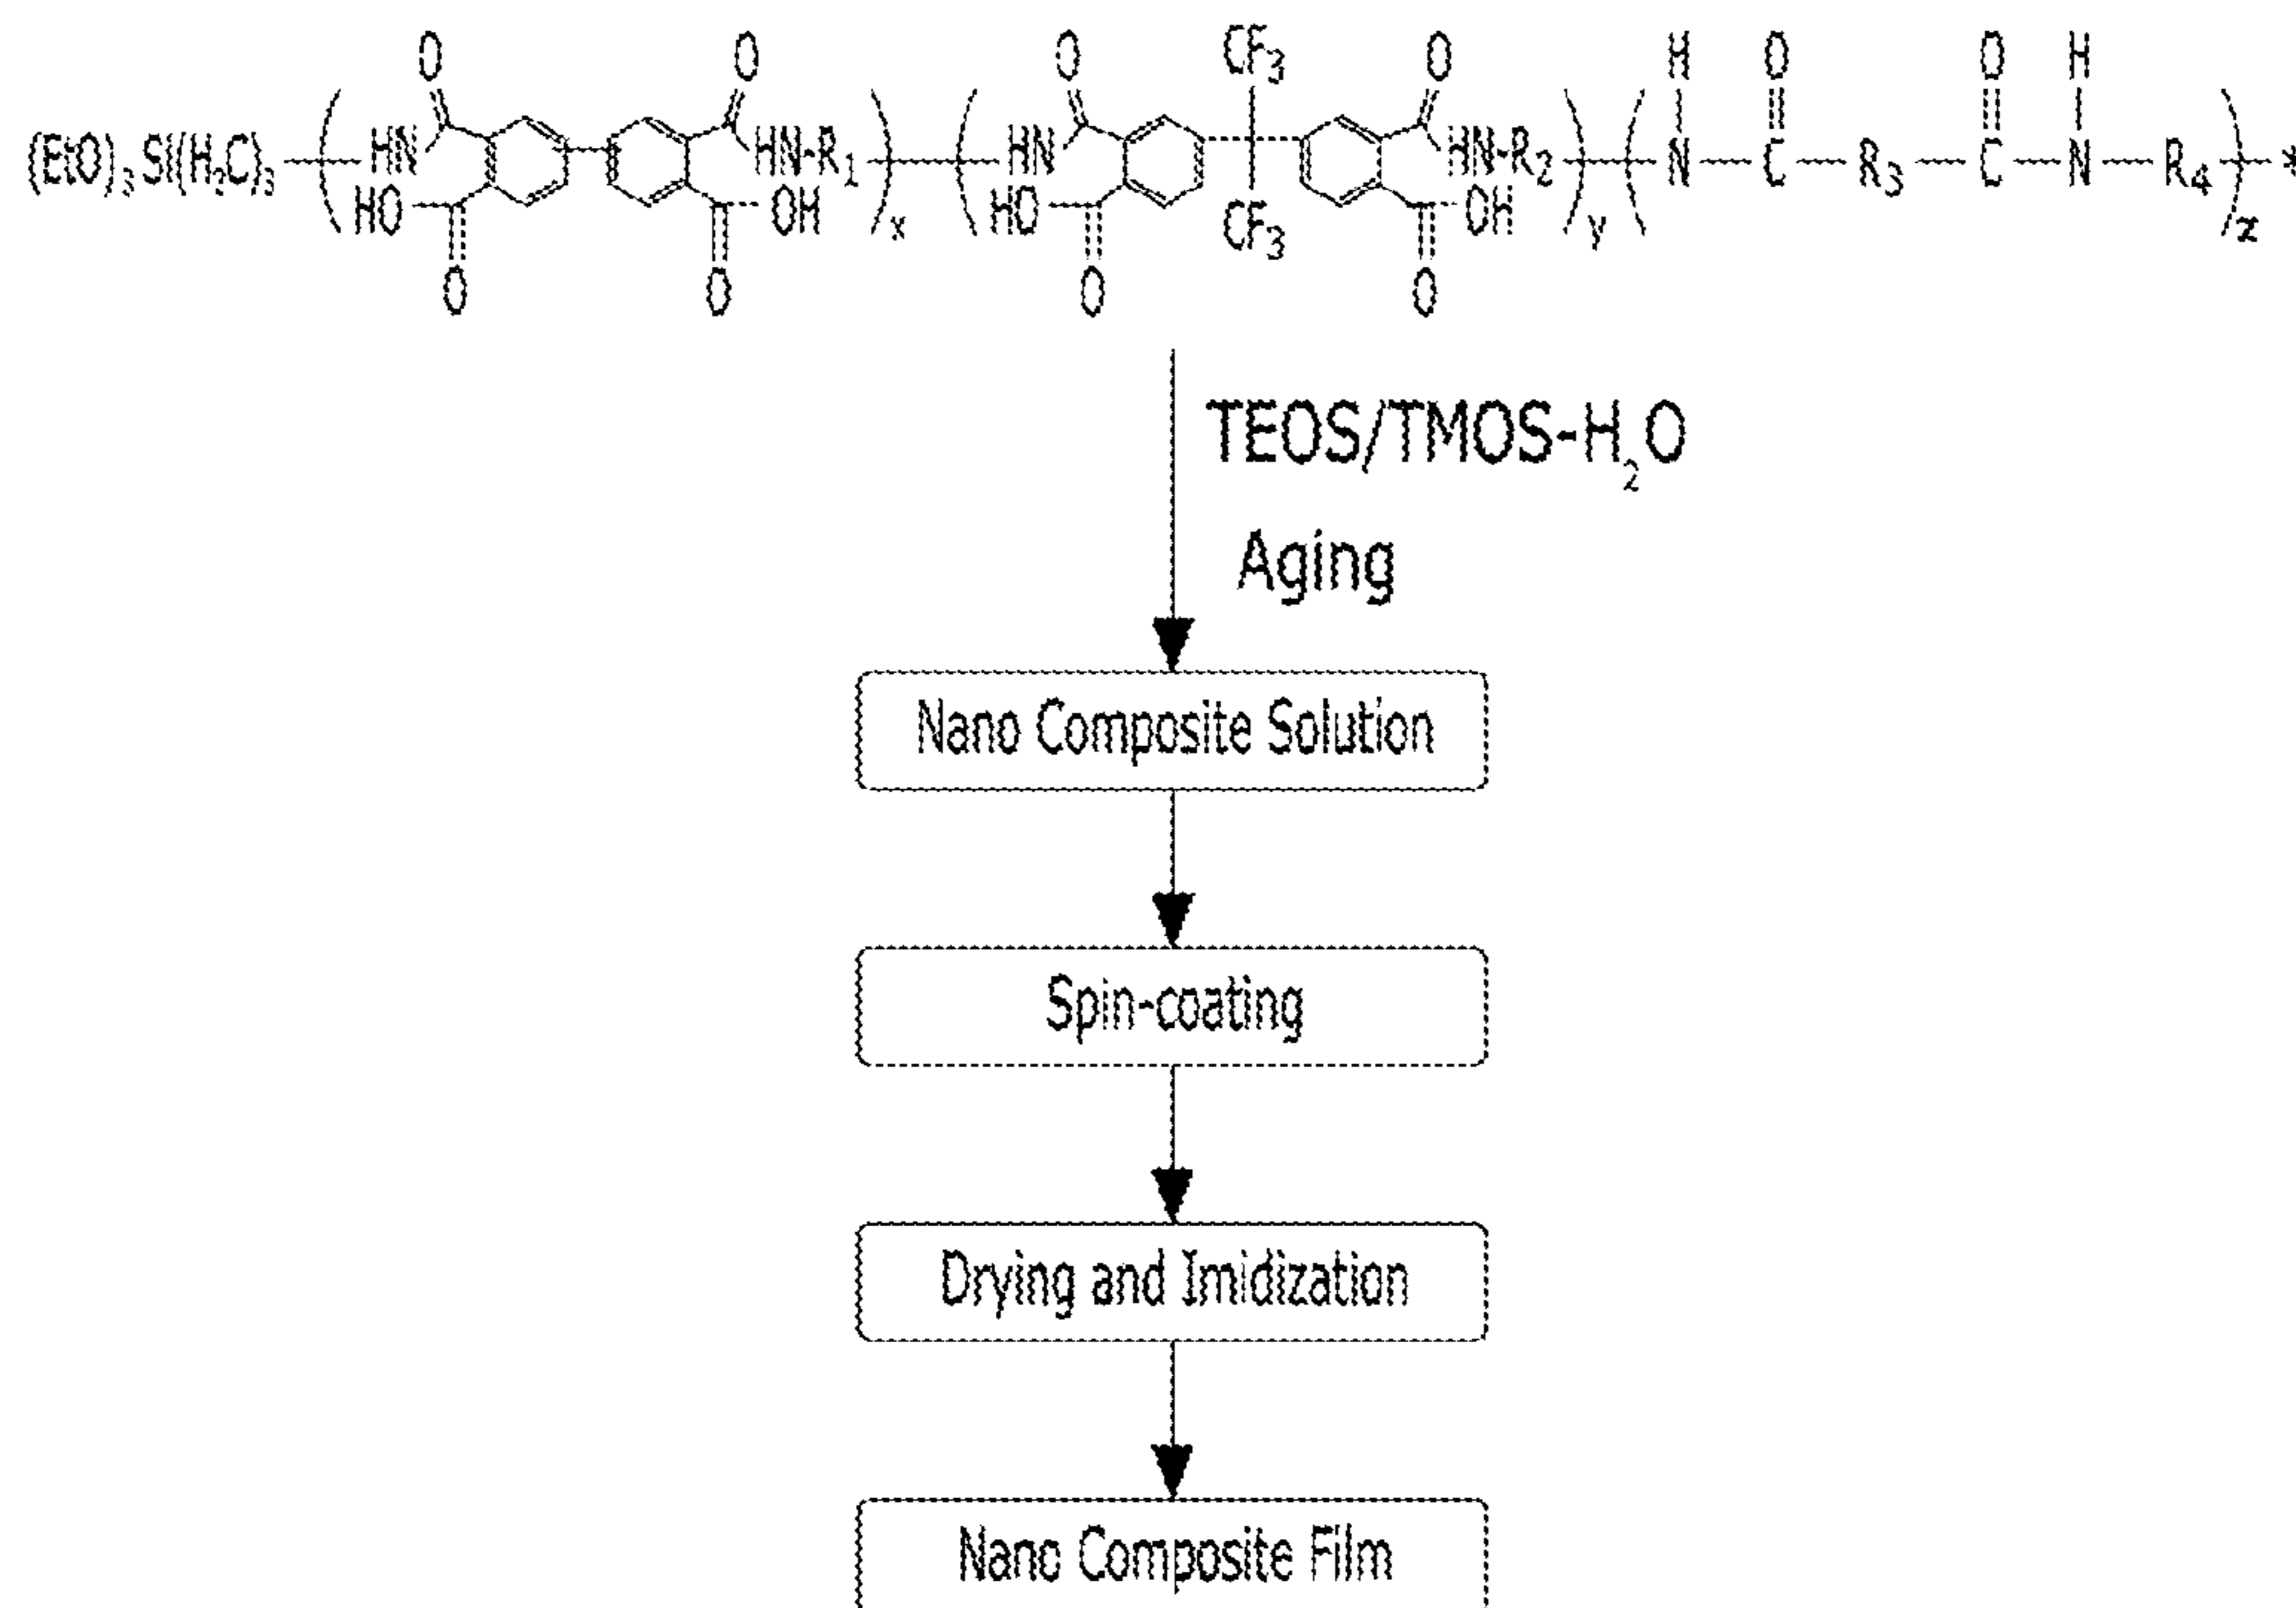 O O O CF3 O H O O H
(EtO)3Si(H2C)3 HN HN-R1 HN HN-R2 N C R3 C N R4 *
HO OH x HO CF3 OH y z
O O O O
TEOS/TMOS-H2O
Aging
Nano Composite Solution
Spin-coating
Drying and Imidization
Nano Composite Film